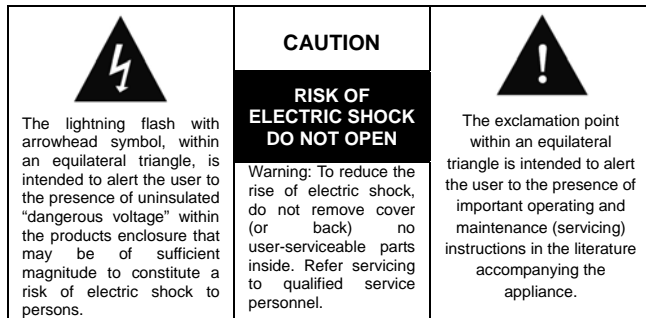 The lightning flash with
arrowhead symbol, within
an equilateral triangle, is
intended to alert the user to
the presence of uninsulated
“dangerous voltage” within
the products enclosure that
may be of sufficient
magnitude to constitute a
risk of electric shock to
persons.
CAUTION
RISK OF
ELECTRIC SHOCK
DO NOT OPEN
Warning: To reduce the
rise of electric shock,
do not remove cover
(or back) no
user-serviceable parts
inside. Refer servicing
to qualified service
personnel.
!
The exclamation point
within an equilateral
triangle is intended to alert
the user to the presence of
important operating and
maintenance (servicing)
instructions in the literature
accompanying the
appliance.